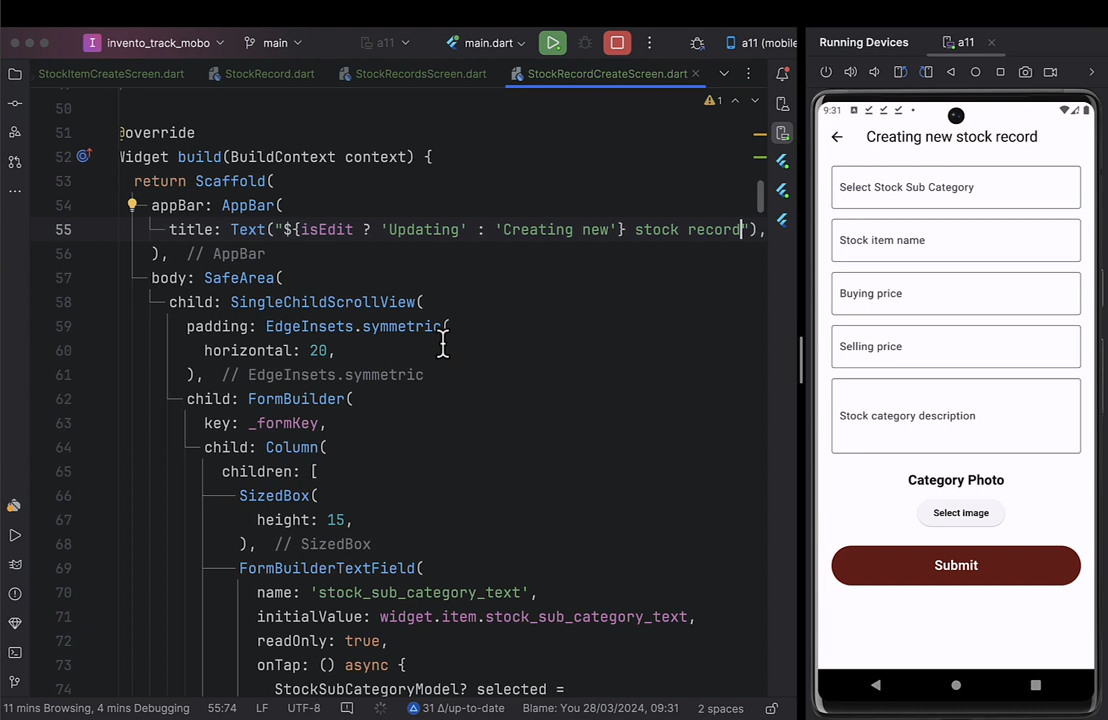 invento_track_mobo
main
a11
main.dart
a11 (mobile
Running Devices
a11
StockItemCreateScreen.dart
StockRecord.dart
StockRecordsScreen.dart
StockRecordCreateScreen.dart
1
50
51 @override
52 Widget build(BuildContext context) {
53 return Scaffold(
54 appBar: AppBar(
55 title: Text("${isEdit ? 'Updating' : 'Creating new'} stock record"),
56 ), // AppBar
57 body: SafeArea(
58 child: SingleChildScrollView(
59 padding: EdgeInsets.symmetric(
60 horizontal: 20,
61 ), // EdgeInsets.symmetric
62 child: FormBuilder(
63 key: _formKey,
64 child: Column(
65 children: [
66 SizedBox(
67 height: 15,
68 ), // SizedBox
69 FormBuilderTextField(
70 name: 'stock_sub_category_text',
71 initialValue: widget.item.stock_sub_category_text,
72 readOnly: true,
73 onTap: () async {
74 StockSubCategoryModel? selected =
9:31
Creating new stock record
Select Stock Sub Category
Stock item name
Buying price
Selling price
Stock category description
Category Photo
Select image
Submit
11 mins Browsing, 4 mins Debugging
55:74
LF
UTF-8
31 Δ/up-to-date
Blame: You 28/03/2024, 09:31
2 spaces